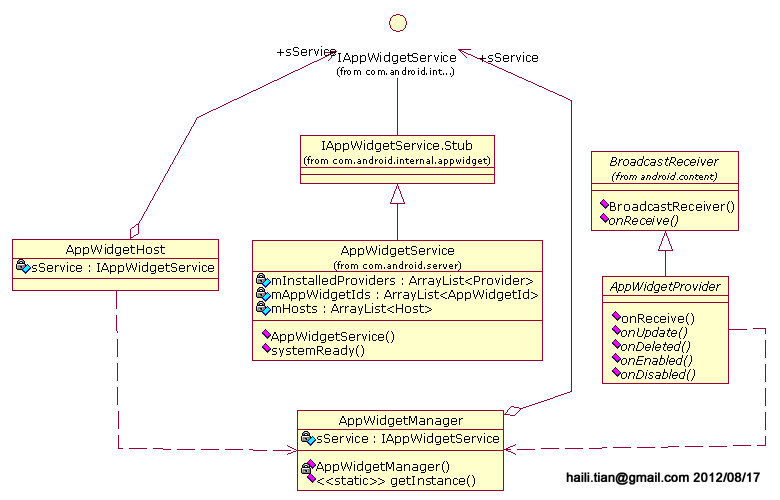 +sService
IAppWidgetService
+sService
(from com.android.int...)
IAppWidgetService.Stub
(from com.android.internal.appwidget)
BroadcastReceiver
(from android.content)
BroadcastReceiver()
onReceive()
AppWidgetHost
sService : IAppWidgetService
AppWidgetService
(from com.android.server)
mInstalledProviders : ArrayList<Provider>
mAppWidgetIds : ArrayList<AppWidgetId>
mHosts : ArrayList<Host>
AppWidgetService()
systemReady()
AppWidgetProvider
onReceive()
onUpdate()
onDeleted()
onEnabled()
onDisabled()
AppWidgetManager
sService : IAppWidgetService
AppWidgetManager()
<<static>> getInstance()
haili.tian@gmail.com 2012/08/17